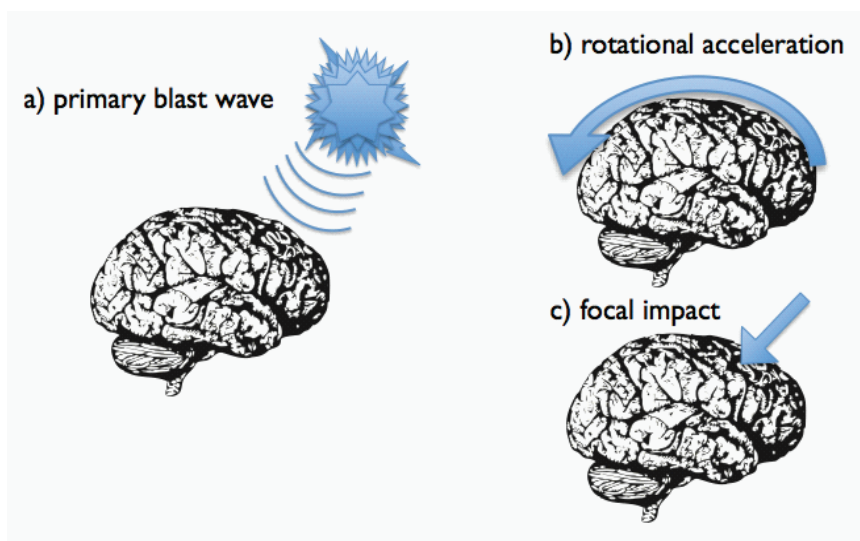 a) primary blast wave
b) rotational acceleration
c) focal impact